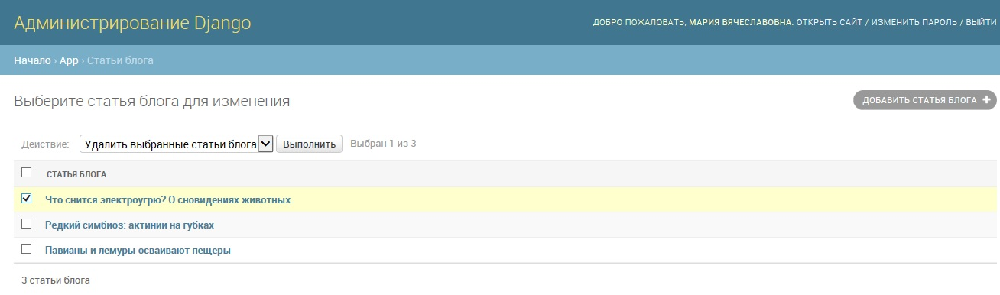 Администрирование Django
ДОБРО ПОЖАЛОВАТЬ, МАРИЯ ВЯЧЕСЛАВОВНА. ОТКРЫТЬ САЙТ / ИЗМЕНИТЬ ПАРОЛЬ / ВЫЙТИ
Начало › App › Статьи блога
Выберите статья блога для изменения
ДОБАВИТЬ СТАТЬЯ БЛОГА +
Действие: Удалить выбранные статьи блога Выполнить Выбран 1 из 3
СТАТЬЯ БЛОГА
Что снится электроугрю? О сновидениях животных.
Редкий симбиоз: актинии на губках
Павианы и лемуры осваивают пещеры
3 статьи блога